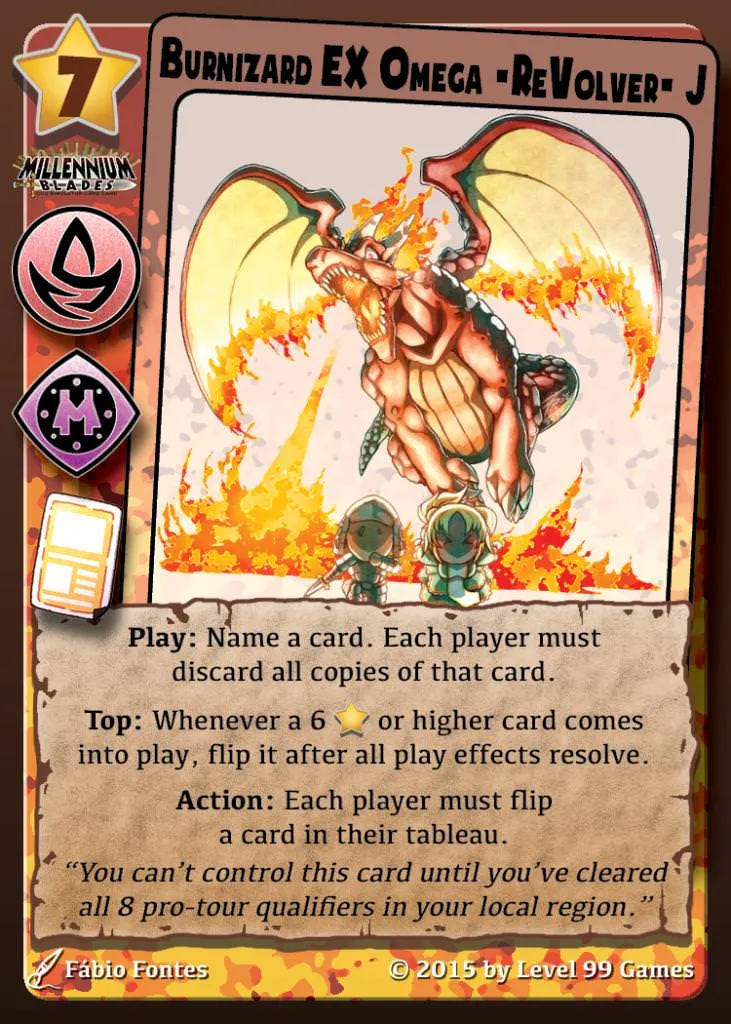 7
BURNIZARD EX OMEGA -REVOLVER- J
MILLENNIUM
BLADES
M
Play: Name a card. Each player must
discard all copies of that card.
Top: Whenever a 6 or higher card comes
into play, flip it after all play effects resolve.
Action: Each player must flip
a card in their tableau.
“You can’t control this card until you’ve cleared
all 8 pro-tour qualifiers in your local region.”
Fábio Fontes
© 2015 by Level 99 Games